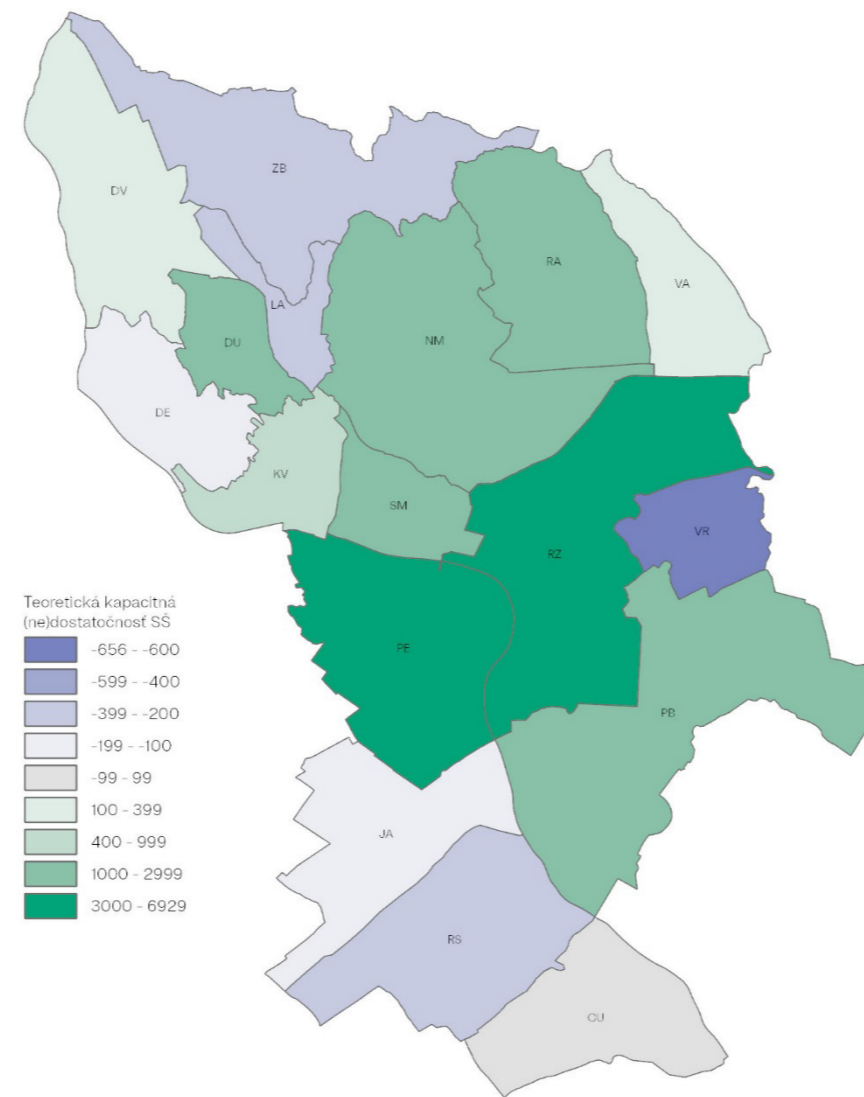 ZB
DV
RA
VA
LA
DU
NM
DE
KV
SM
RZ
VR
PE
PB
JA
RS
CU
Teoretická kapacitná
(ne)dostatočnosť SŠ
-656 - -600
-599 - -400
-399 - -200
-199 - -100
-99 - 99
100 - 399
400 - 999
1000 - 2999
3000 - 6929